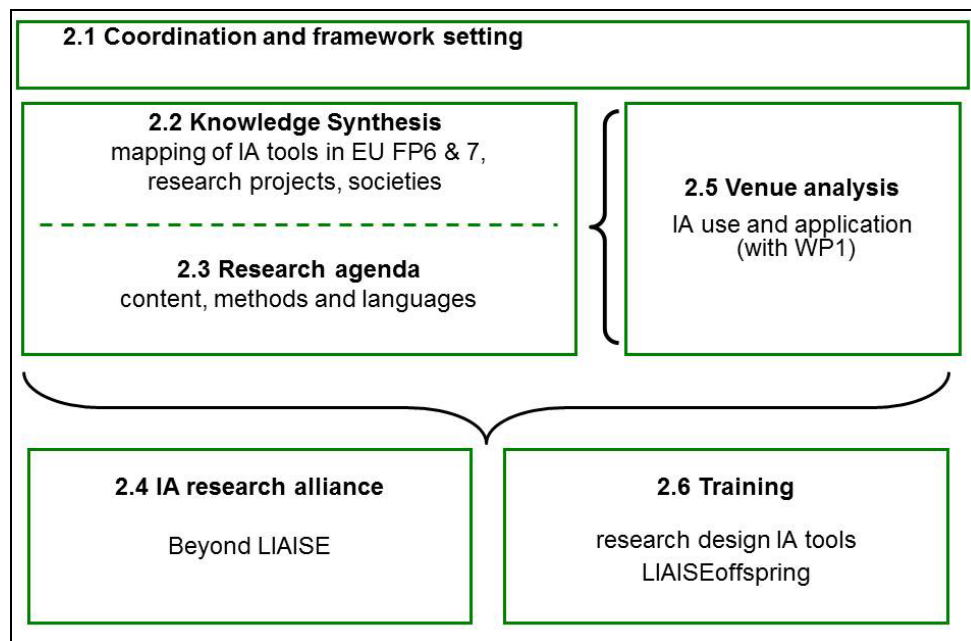 2.1 Coordination and framework setting
2.2 Knowledge Synthesis
mapping of IA tools in EU FP6 & 7,
research projects, societies
2.3 Research agenda
content, methods and languages
2.5 Venue analysis
IA use and application
(with WP1)
2.4 IA research alliance
Beyond LIAISE
2.6 Training
research design IA tools
LIAISEoffspring